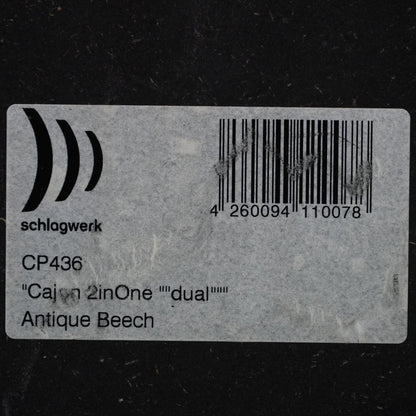 schlagwerk
4 260094 110078
CP436
"Cajon 2inOne ""dual"""
Antique Beech